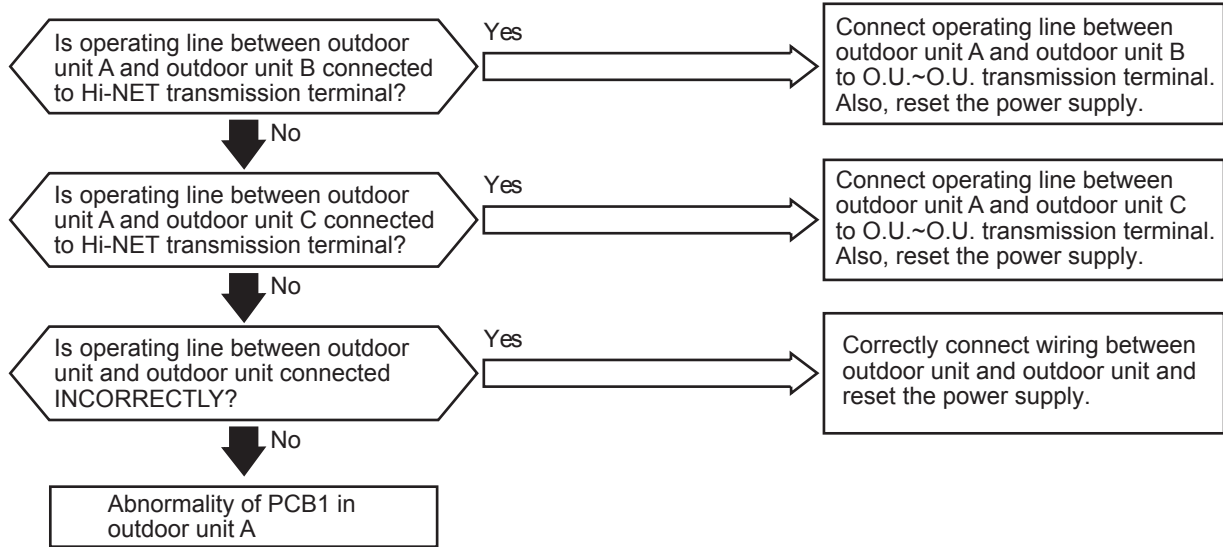 Is operating line between outdoor
unit A and outdoor unit B connected
to Hi-NET transmission terminal?
Yes
Connect operating line between
outdoor unit A and outdoor unit B
to O.U.~O.U. transmission terminal.
Also, reset the power supply.
No
Is operating line between outdoor
unit A and outdoor unit C connected
to Hi-NET transmission terminal?
Yes
Connect operating line between
outdoor unit A and outdoor unit C
to O.U.~O.U. transmission terminal.
Also, reset the power supply.
No
Is operating line between outdoor
unit and outdoor unit connected
INCORRECTLY?
Yes
Correctly connect wiring between
outdoor unit and outdoor unit and
reset the power supply.
No
Abnormality of PCB1 in
outdoor unit A